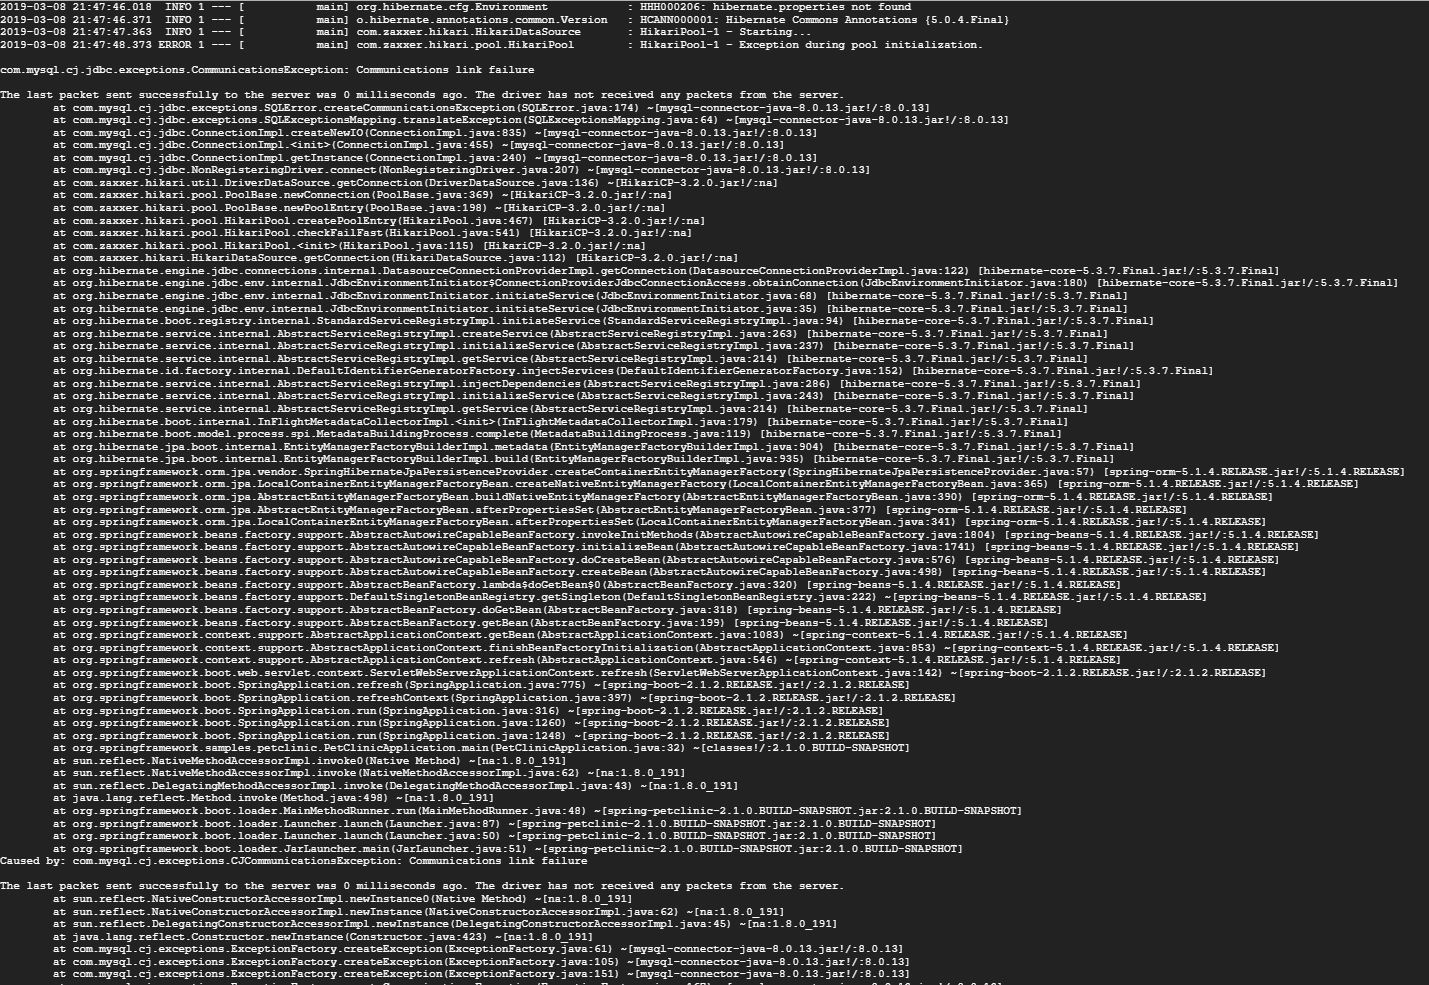 2019-03-08 21:47:46.018  INFO 1 --- [           main] org.hibernate.cfg.Environment            : HHH000206: hibernate.properties not found
2019-03-08 21:47:46.371  INFO 1 --- [           main] o.hibernate.annotations.common.Version   : HCANN000001: Hibernate Commons Annotations {5.0.4.Final}
2019-03-08 21:47:47.363  INFO 1 --- [           main] com.zaxxer.hikari.HikariDataSource       : HikariPool-1 - Starting...
2019-03-08 21:47:48.373 ERROR 1 --- [           main] com.zaxxer.hikari.pool.HikariPool        : HikariPool-1 - Exception during pool initialization.
com.mysql.cj.jdbc.exceptions.CommunicationsException: Communications link failure
The last packet sent successfully to the server was 0 milliseconds ago. The driver has not received any packets from the server.
at com.mysql.cj.jdbc.exceptions.SQLError.createCommunicationsException(SQLError.java:174) ~[mysql-connector-java-8.0.13.jar!/:8.0.13]
at com.mysql.cj.jdbc.exceptions.SQLExceptionsMapping.translateException(SQLExceptionsMapping.java:64) ~[mysql-connector-java-8.0.13.jar!/:8.0.13]
at com.mysql.cj.jdbc.ConnectionImpl.createNewIO(ConnectionImpl.java:835) ~[mysql-connector-java-8.0.13.jar!/:8.0.13]
at com.mysql.cj.jdbc.ConnectionImpl.<init>(ConnectionImpl.java:455) ~[mysql-connector-java-8.0.13.jar!/:8.0.13]
at com.mysql.cj.jdbc.ConnectionImpl.getInstance(ConnectionImpl.java:240) ~[mysql-connector-java-8.0.13.jar!/:8.0.13]
at com.mysql.cj.jdbc.NonRegisteringDriver.connect(NonRegisteringDriver.java:207) ~[mysql-connector-java-8.0.13.jar!/:8.0.13]
at com.zaxxer.hikari.util.DriverDataSource.getConnection(DriverDataSource.java:136) ~[HikariCP-3.2.0.jar!/:na]
at com.zaxxer.hikari.pool.PoolBase.newConnection(PoolBase.java:369) ~[HikariCP-3.2.0.jar!/:na]
at com.zaxxer.hikari.pool.PoolBase.newPoolEntry(PoolBase.java:198) ~[HikariCP-3.2.0.jar!/:na]
at com.zaxxer.hikari.pool.HikariPool.createPoolEntry(HikariPool.java:467) [HikariCP-3.2.0.jar!/:na]
at com.zaxxer.hikari.pool.HikariPool.checkFailFast(HikariPool.java:541) [HikariCP-3.2.0.jar!/:na]
at com.zaxxer.hikari.pool.HikariPool.<init>(HikariPool.java:115) [HikariCP-3.2.0.jar!/:na]
at com.zaxxer.hikari.HikariDataSource.getConnection(HikariDataSource.java:112) [HikariCP-3.2.0.jar!/:na]
at org.hibernate.engine.jdbc.connections.internal.DatasourceConnectionProviderImpl.getConnection(DatasourceConnectionProviderImpl.java:122) [hibernate-core-5.3.7.Final.jar!/:5.3.7.Final]
at org.hibernate.engine.jdbc.env.internal.JdbcEnvironmentInitiator$ConnectionProviderJdbcConnectionAccess.obtainConnection(JdbcEnvironmentInitiator.java:180) [hibernate-core-5.3.7.Final.jar!/:5.3.7.Final]
at org.hibernate.engine.jdbc.env.internal.JdbcEnvironmentInitiator.initiateService(JdbcEnvironmentInitiator.java:68) [hibernate-core-5.3.7.Final.jar!/:5.3.7.Final]
at org.hibernate.engine.jdbc.env.internal.JdbcEnvironmentInitiator.initiateService(JdbcEnvironmentInitiator.java:35) [hibernate-core-5.3.7.Final.jar!/:5.3.7.Final]
at org.hibernate.boot.registry.internal.StandardServiceRegistryImpl.initiateService(StandardServiceRegistryImpl.java:94) [hibernate-core-5.3.7.Final.jar!/:5.3.7.Final]
at org.hibernate.service.internal.AbstractServiceRegistryImpl.createService(AbstractServiceRegistryImpl.java:263) [hibernate-core-5.3.7.Final.jar!/:5.3.7.Final]
at org.hibernate.service.internal.AbstractServiceRegistryImpl.initializeService(AbstractServiceRegistryImpl.java:237) [hibernate-core-5.3.7.Final.jar!/:5.3.7.Final]
at org.hibernate.service.internal.AbstractServiceRegistryImpl.getService(AbstractServiceRegistryImpl.java:214) [hibernate-core-5.3.7.Final.jar!/:5.3.7.Final]
at org.hibernate.id.factory.internal.DefaultIdentifierGeneratorFactory.injectServices(DefaultIdentifierGeneratorFactory.java:152) [hibernate-core-5.3.7.Final.jar!/:5.3.7.Final]
at org.hibernate.service.internal.AbstractServiceRegistryImpl.injectDependencies(AbstractServiceRegistryImpl.java:286) [hibernate-core-5.3.7.Final.jar!/:5.3.7.Final]
at org.hibernate.service.internal.AbstractServiceRegistryImpl.initializeService(AbstractServiceRegistryImpl.java:243) [hibernate-core-5.3.7.Final.jar!/:5.3.7.Final]
at org.hibernate.service.internal.AbstractServiceRegistryImpl.getService(AbstractServiceRegistryImpl.java:214) [hibernate-core-5.3.7.Final.jar!/:5.3.7.Final]
at org.hibernate.boot.internal.InFlightMetadataCollectorImpl.<init>(InFlightMetadataCollectorImpl.java:179) [hibernate-core-5.3.7.Final.jar!/:5.3.7.Final]
at org.hibernate.boot.model.process.spi.MetadataBuildingProcess.complete(MetadataBuildingProcess.java:119) [hibernate-core-5.3.7.Final.jar!/:5.3.7.Final]
at org.hibernate.jpa.boot.internal.EntityManagerFactoryBuilderImpl.metadata(EntityManagerFactoryBuilderImpl.java:904) [hibernate-core-5.3.7.Final.jar!/:5.3.7.Final]
at org.hibernate.jpa.boot.internal.EntityManagerFactoryBuilderImpl.build(EntityManagerFactoryBuilderImpl.java:935) [hibernate-core-5.3.7.Final.jar!/:5.3.7.Final]
at org.springframework.orm.jpa.vendor.SpringHibernateJpaPersistenceProvider.createContainerEntityManagerFactory(SpringHibernateJpaPersistenceProvider.java:57) [spring-orm-5.1.4.RELEASE.jar!/:5.1.4.RELEASE]
at org.springframework.orm.jpa.LocalContainerEntityManagerFactoryBean.createNativeEntityManagerFactory(LocalContainerEntityManagerFactoryBean.java:365) [spring-orm-5.1.4.RELEASE.jar!/:5.1.4.RELEASE]
at org.springframework.orm.jpa.AbstractEntityManagerFactoryBean.buildNativeEntityManagerFactory(AbstractEntityManagerFactoryBean.java:390) [spring-orm-5.1.4.RELEASE.jar!/:5.1.4.RELEASE]
at org.springframework.orm.jpa.AbstractEntityManagerFactoryBean.afterPropertiesSet(AbstractEntityManagerFactoryBean.java:377) [spring-orm-5.1.4.RELEASE.jar!/:5.1.4.RELEASE]
at org.springframework.orm.jpa.LocalContainerEntityManagerFactoryBean.afterPropertiesSet(LocalContainerEntityManagerFactoryBean.java:341) [spring-orm-5.1.4.RELEASE.jar!/:5.1.4.RELEASE]
at org.springframework.beans.factory.support.AbstractAutowireCapableBeanFactory.invokeInitMethods(AbstractAutowireCapableBeanFactory.java:1804) [spring-beans-5.1.4.RELEASE.jar!/:5.1.4.RELEASE]
at org.springframework.beans.factory.support.AbstractAutowireCapableBeanFactory.initializeBean(AbstractAutowireCapableBeanFactory.java:1741) [spring-beans-5.1.4.RELEASE.jar!/:5.1.4.RELEASE]
at org.springframework.beans.factory.support.AbstractAutowireCapableBeanFactory.doCreateBean(AbstractAutowireCapableBeanFactory.java:576) [spring-beans-5.1.4.RELEASE.jar!/:5.1.4.RELEASE]
at org.springframework.beans.factory.support.AbstractAutowireCapableBeanFactory.createBean(AbstractAutowireCapableBeanFactory.java:498) [spring-beans-5.1.4.RELEASE.jar!/:5.1.4.RELEASE]
at org.springframework.beans.factory.support.AbstractBeanFactory.lambda$doGetBean$0(AbstractBeanFactory.java:320) [spring-beans-5.1.4.RELEASE.jar!/:5.1.4.RELEASE]
at org.springframework.beans.factory.support.DefaultSingletonBeanRegistry.getSingleton(DefaultSingletonBeanRegistry.java:222) ~[spring-beans-5.1.4.RELEASE.jar!/:5.1.4.RELEASE]
at org.springframework.beans.factory.support.AbstractBeanFactory.doGetBean(AbstractBeanFactory.java:318) [spring-beans-5.1.4.RELEASE.jar!/:5.1.4.RELEASE]
at org.springframework.beans.factory.support.AbstractBeanFactory.getBean(AbstractBeanFactory.java:199) [spring-beans-5.1.4.RELEASE.jar!/:5.1.4.RELEASE]
at org.springframework.context.support.AbstractApplicationContext.getBean(AbstractApplicationContext.java:1083) ~[spring-context-5.1.4.RELEASE.jar!/:5.1.4.RELEASE]
at org.springframework.context.support.AbstractApplicationContext.finishBeanFactoryInitialization(AbstractApplicationContext.java:853) ~[spring-context-5.1.4.RELEASE.jar!/:5.1.4.RELEASE]
at org.springframework.context.support.AbstractApplicationContext.refresh(AbstractApplicationContext.java:546) ~[spring-context-5.1.4.RELEASE.jar!/:5.1.4.RELEASE]
at org.springframework.boot.web.servlet.context.ServletWebServerApplicationContext.refresh(ServletWebServerApplicationContext.java:142) ~[spring-boot-2.1.2.RELEASE.jar!/:2.1.2.RELEASE]
at org.springframework.boot.SpringApplication.refresh(SpringApplication.java:775) ~[spring-boot-2.1.2.RELEASE.jar!/:2.1.2.RELEASE]
at org.springframework.boot.SpringApplication.refreshContext(SpringApplication.java:397) ~[spring-boot-2.1.2.RELEASE.jar!/:2.1.2.RELEASE]
at org.springframework.boot.SpringApplication.run(SpringApplication.java:316) ~[spring-boot-2.1.2.RELEASE.jar!/:2.1.2.RELEASE]
at org.springframework.boot.SpringApplication.run(SpringApplication.java:1260) ~[spring-boot-2.1.2.RELEASE.jar!/:2.1.2.RELEASE]
at org.springframework.boot.SpringApplication.run(SpringApplication.java:1248) ~[spring-boot-2.1.2.RELEASE.jar!/:2.1.2.RELEASE]
at org.springframework.samples.petclinic.PetClinicApplication.main(PetClinicApplication.java:32) ~[classes!/:2.1.0.BUILD-SNAPSHOT]
at sun.reflect.NativeMethodAccessorImpl.invoke0(Native Method) ~[na:1.8.0_191]
at sun.reflect.NativeMethodAccessorImpl.invoke(NativeMethodAccessorImpl.java:62) ~[na:1.8.0_191]
at sun.reflect.DelegatingMethodAccessorImpl.invoke(DelegatingMethodAccessorImpl.java:43) ~[na:1.8.0_191]
at java.lang.reflect.Method.invoke(Method.java:498) ~[na:1.8.0_191]
at org.springframework.boot.loader.MainMethodRunner.run(MainMethodRunner.java:48) ~[spring-petclinic-2.1.0.BUILD-SNAPSHOT.jar:2.1.0.BUILD-SNAPSHOT]
at org.springframework.boot.loader.Launcher.launch(Launcher.java:87) ~[spring-petclinic-2.1.0.BUILD-SNAPSHOT.jar:2.1.0.BUILD-SNAPSHOT]
at org.springframework.boot.loader.Launcher.launch(Launcher.java:50) ~[spring-petclinic-2.1.0.BUILD-SNAPSHOT.jar:2.1.0.BUILD-SNAPSHOT]
at org.springframework.boot.loader.JarLauncher.main(JarLauncher.java:51) ~[spring-petclinic-2.1.0.BUILD-SNAPSHOT.jar:2.1.0.BUILD-SNAPSHOT]
Caused by: com.mysql.cj.exceptions.CJCommunicationsException: Communications link failure
The last packet sent successfully to the server was 0 milliseconds ago. The driver has not received any packets from the server.
at sun.reflect.NativeConstructorAccessorImpl.newInstance0(Native Method) ~[na:1.8.0_191]
at sun.reflect.NativeConstructorAccessorImpl.newInstance(NativeConstructorAccessorImpl.java:62) ~[na:1.8.0_191]
at sun.reflect.DelegatingConstructorAccessorImpl.newInstance(DelegatingConstructorAccessorImpl.java:45) ~[na:1.8.0_191]
at java.lang.reflect.Constructor.newInstance(Constructor.java:423) ~[na:1.8.0_191]
at com.mysql.cj.exceptions.ExceptionFactory.createException(ExceptionFactory.java:61) ~[mysql-connector-java-8.0.13.jar!/:8.0.13]
at com.mysql.cj.exceptions.ExceptionFactory.createException(ExceptionFactory.java:105) ~[mysql-connector-java-8.0.13.jar!/:8.0.13]
at com.mysql.cj.exceptions.ExceptionFactory.createException(ExceptionFactory.java:151) ~[mysql-connector-java-8.0.13.jar!/:8.0.13]